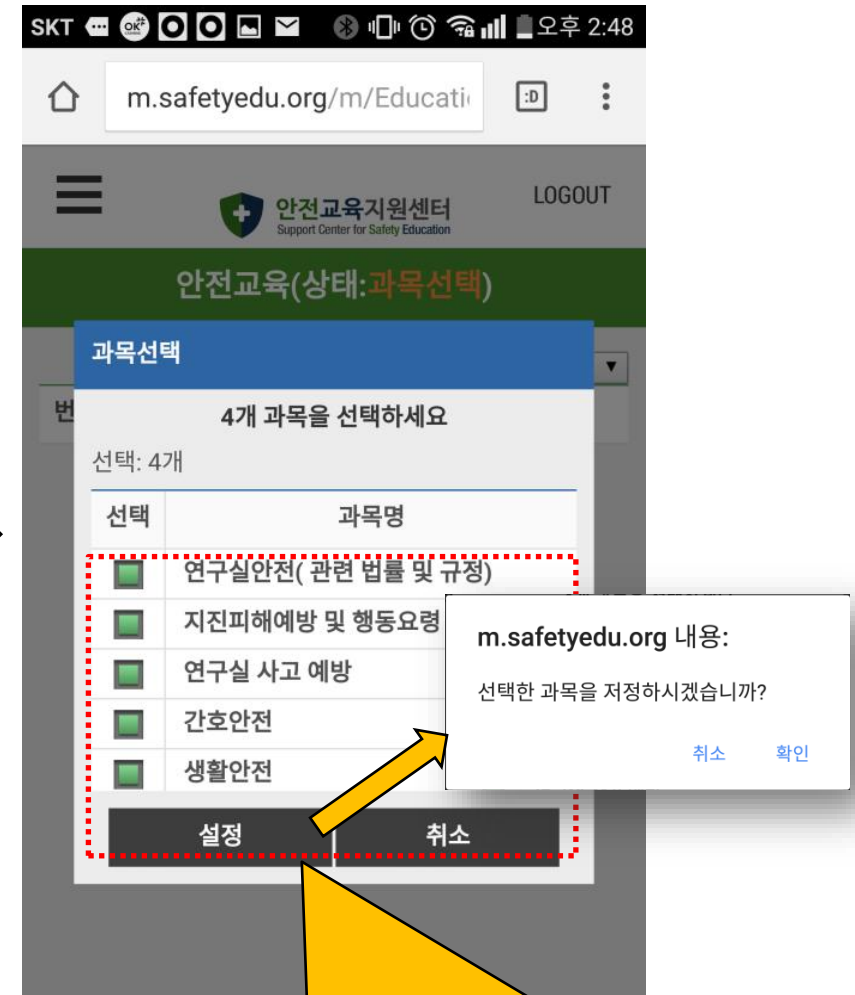 SKT 오후 2:48
m.safetyedu.org/m/Educati
안전교육지원센터 LOGOUT
Support Center for Safety Education
안전교육(상태:과목선택)
과목선택
번
4개 과목을 선택하세요
선택: 4개
선택 과목명
연구실안전( 관련 법률 및 규정)
지진피해예방 및 행동요령
연구실 사고 예방
간호안전
생활안전
설정 취소
m.safetyedu.org 내용:
선택한 과목을 저정하시겠습니까?
취소 확인